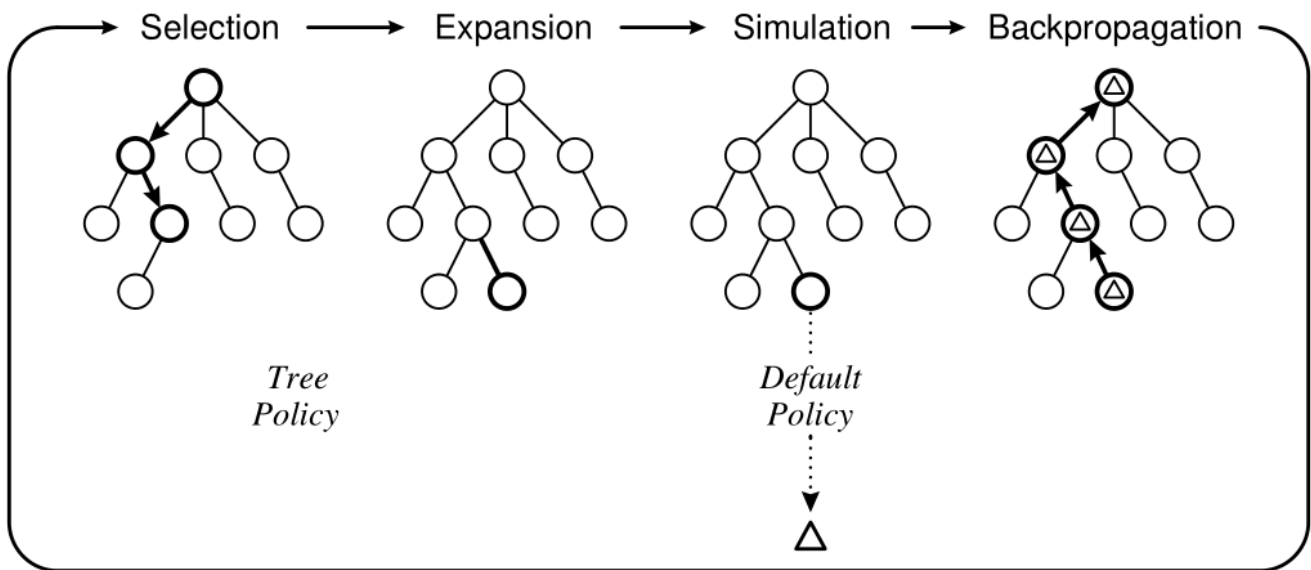 Selection Expansion Simulation Backpropagation
Tree
Policy
Default
Policy